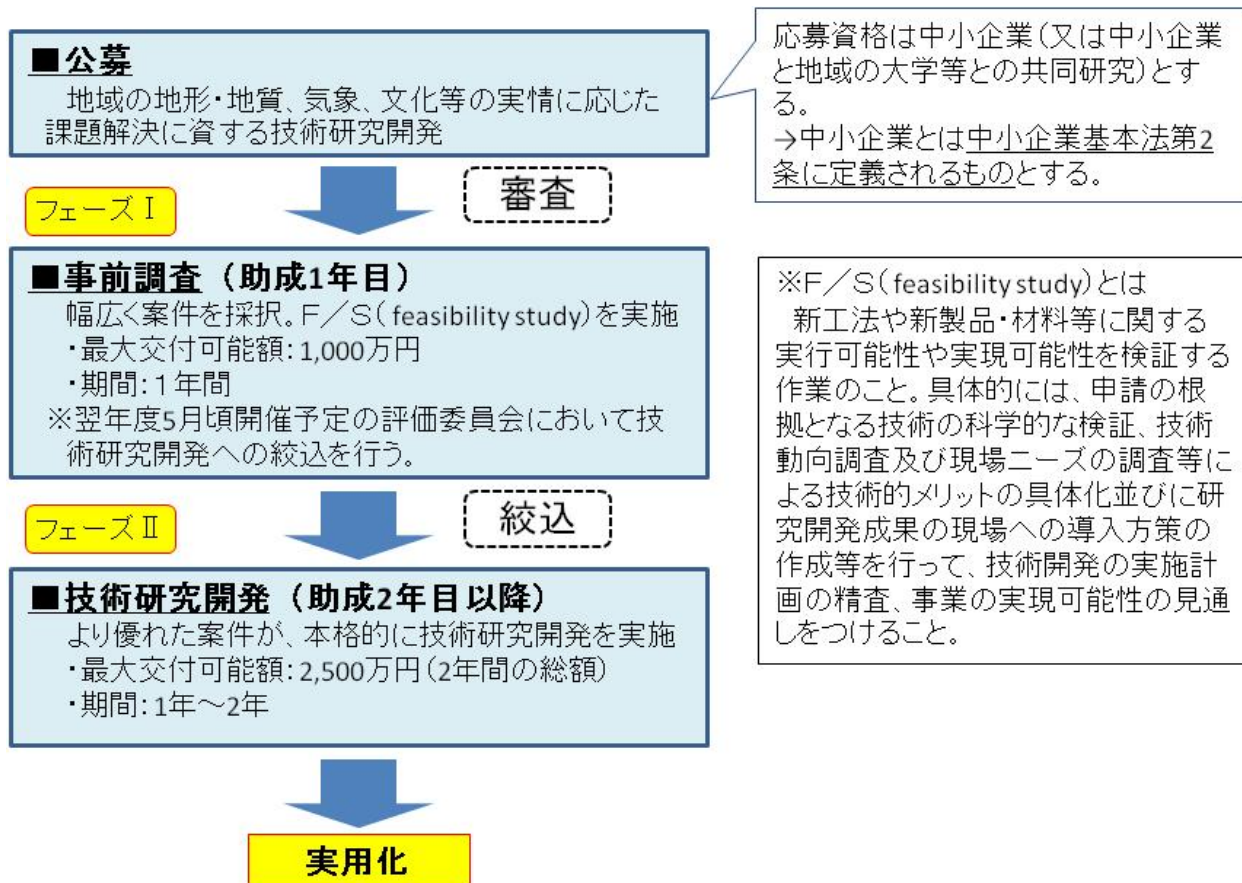 ■公募
地域の地形・地質、気象、文化等の実情に応じた
課題解決に資する技術研究開発
応募資格は中小企業(又は中小企業
と地域の大学等との共同研究)とす
る。
→中小企業とは中小企業基本法第2
条に定義されるものとする。
フェーズⅠ
審査
■事前調査(助成1年目)
幅広く案件を採択。F/S(feasibility study)を実施
・最大交付可能額:1,000万円
・期間:1年間
※翌年度5月頃開催予定の評価委員会において技
術研究開発への絞込を行う。
※F/S(feasibility study)とは
新工法や新製品・材料等に関する
実行可能性や実現可能性を検証する
作業のこと。具体的には、申請の根
拠となる技術の科学的な検証、技術
動向調査及び現場ニーズの調査等に
よる技術的メリットの具体化並びに研
究開発成果の現場への導入方策の
作成等を行って、技術開発の実施計
画の精査、事業の実現可能性の見通
しをつけること。
フェーズⅡ
絞込
■技術研究開発(助成2年目以降)
より優れた案件が、本格的に技術研究開発を実施
・最大交付可能額:2,500万円(2年間の総額)
・期間:1年~2年
実用化